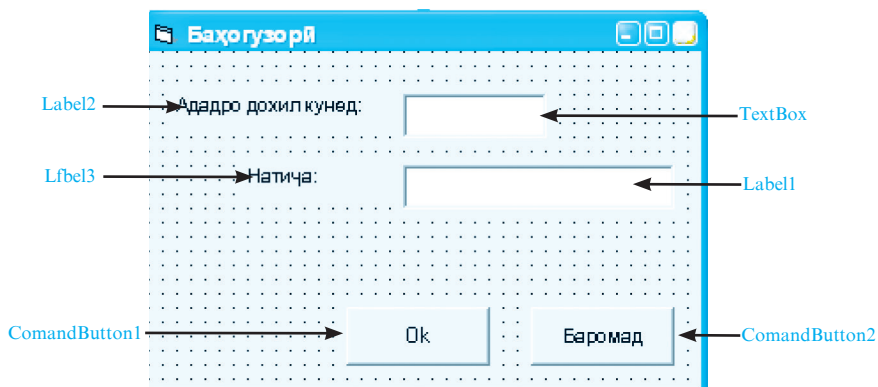 Баҳогузорӣ
Label2 Ададро дохил кунед: TextBox
Lfbel3 Натиҷа: Label1
ComandButton1 Ok Баромад ComandButton2